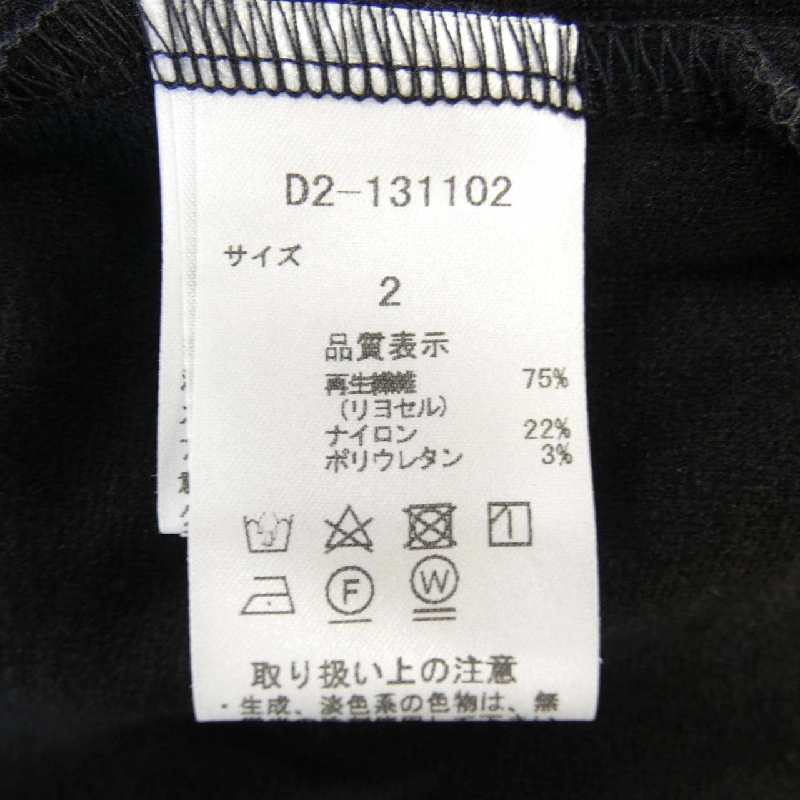 D2-131102
サイズ
2
品質表示
再生繊維 75%
(リヨセル)
ナイロン 22%
ポリウレタン 3%
F W
取り扱い上の注意
・生成、淡色系の色物は、無